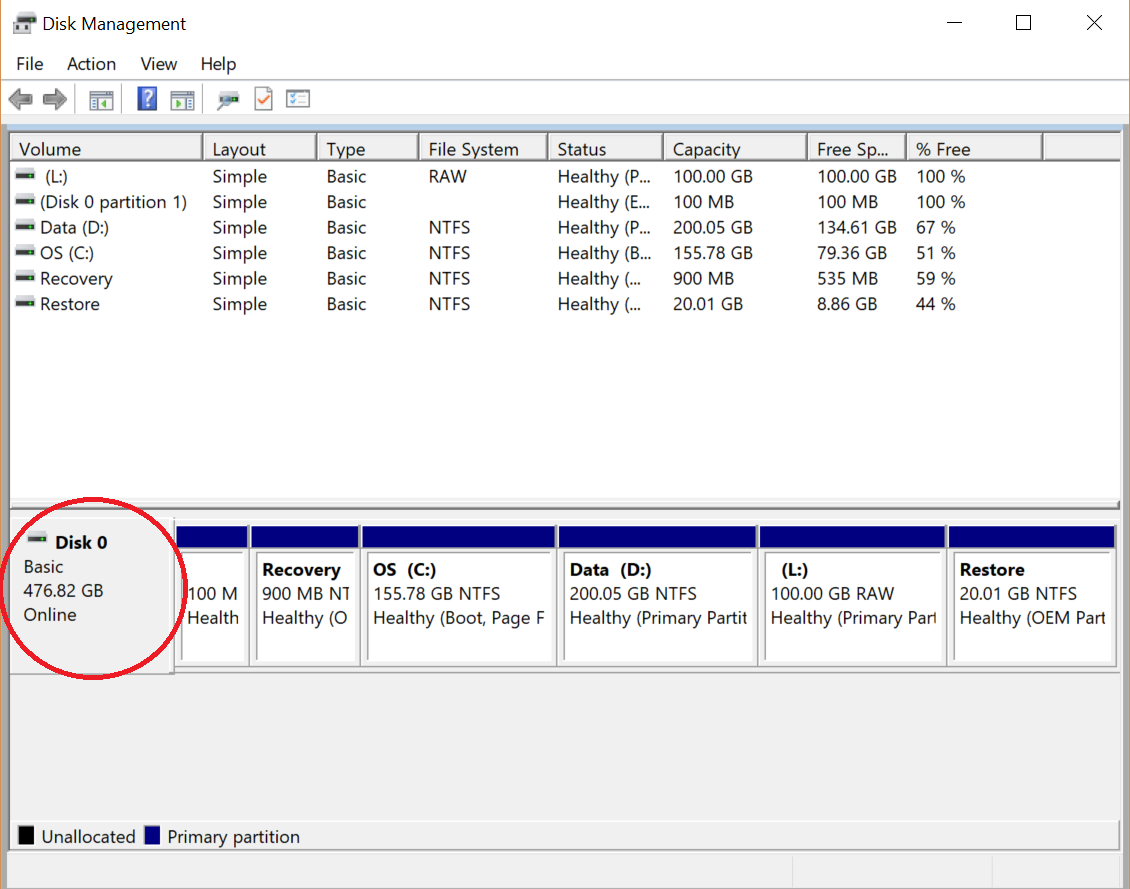 Disk Management
File Action View Help
Volume Layout Type File System Status Capacity Free Sp... % Free
(L:) Simple Basic RAW Healthy (P... 100.00 GB 100.00 GB 100 %
(Disk 0 partition 1) Simple Basic Healthy (E... 100 MB 100 MB 100 %
Data (D:) Simple Basic NTFS Healthy (P... 200.05 GB 134.61 GB 67 %
OS (C:) Simple Basic NTFS Healthy (B... 155.78 GB 79.36 GB 51 %
Recovery Simple Basic NTFS Healthy (... 900 MB 535 MB 59 %
Restore Simple Basic NTFS Healthy (... 20.01 GB 8.86 GB 44 %
Disk 0
Basic
476.82 GB
Online
100 M
Health
Recovery
900 MB NT
Healthy (O
OS (C:)
155.78 GB NTFS
Healthy (Boot, Page F
Data (D:)
200.05 GB NTFS
Healthy (Primary Partit
(L:)
100.00 GB RAW
Healthy (Primary Part
Restore
20.01 GB NTFS
Healthy (OEM Part
Unallocated Primary partition